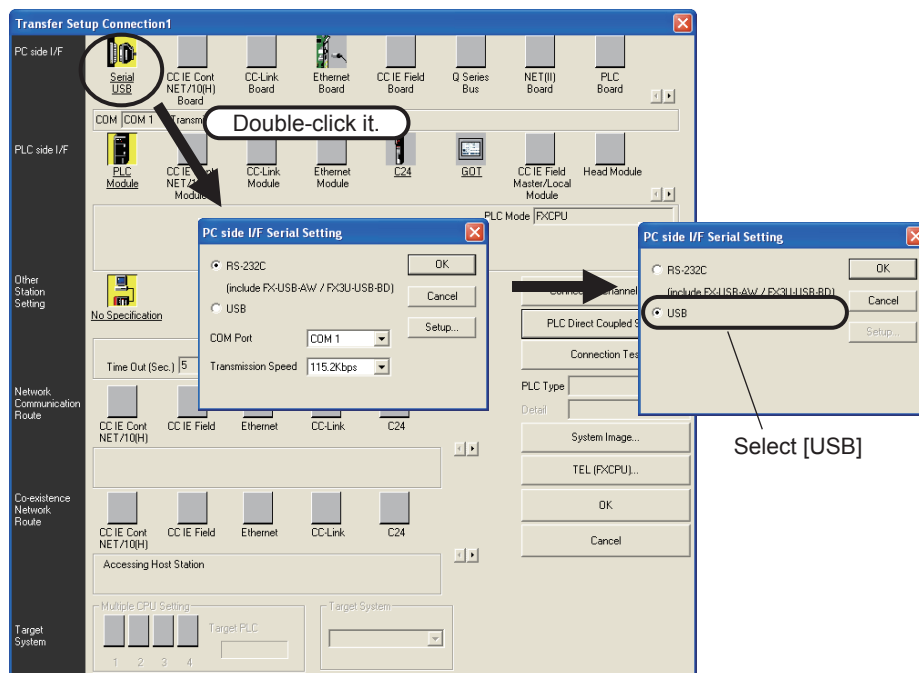 Transfer Setup Connection1
PC side I/F
Serial
USB
CC IE Cont
NET/10(H)
Board
CC-Link
Board
Ethernet
Board
CC IE Field
Board
Q Series
Bus
NET(II)
Board
PLC
Board
COM COM 1
Double-click it.
PLC side I/F
PLC
Module
CC IE Cont
Module
CC-Link
Module
Ethernet
Module
C24
GOT
CC IE Field
Master/Local
Module
Head Module
PLC Mode FXCPU
PC side I/F Serial Setting
RS-232C
(include FX-USB-AW / FX3U-USB-BD)
USB
COM Port COM 1
Transmission Speed 115.2Kbps
OK
Cancel
Setup...
PC side I/F Serial Setting
RS-232C
(include FX-USB-AW / FX3U-USB-BD)
USB
OK
Cancel
Setup...
Select [USB]
Other
Station
Setting
No Specification
Time Out (Sec.) 5
PLC Direct Coupled
PLC Type
Detail
System Image...
TEL (FXCPU)...
OK
Cancel
Network
Communication
Route
CC IE Cont
NET/10(H)
CC IE Field
Ethernet
CC-Link
C24
Co-existence
Network
Route
CC IE Cont
NET/10(H)
CC IE Field
Ethernet
CC-Link
C24
Accessing Host Station
Target
System
Multiple CPU Setting
1 2 3 4
Target PLC
Target System